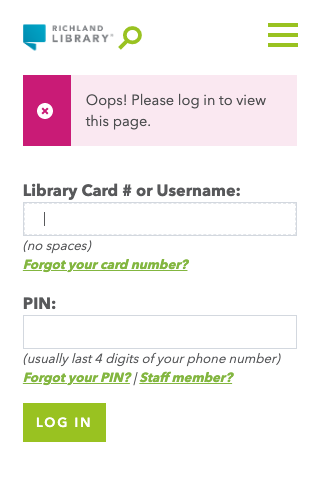 RICHLAND
LIBRARY
Oops! Please log in to view
this page.
Library Card # or Username:
(no spaces)
Forgot your card number?
PIN:
(usually last 4 digits of your phone number)
Forgot your PIN? | Staff member?
LOG IN